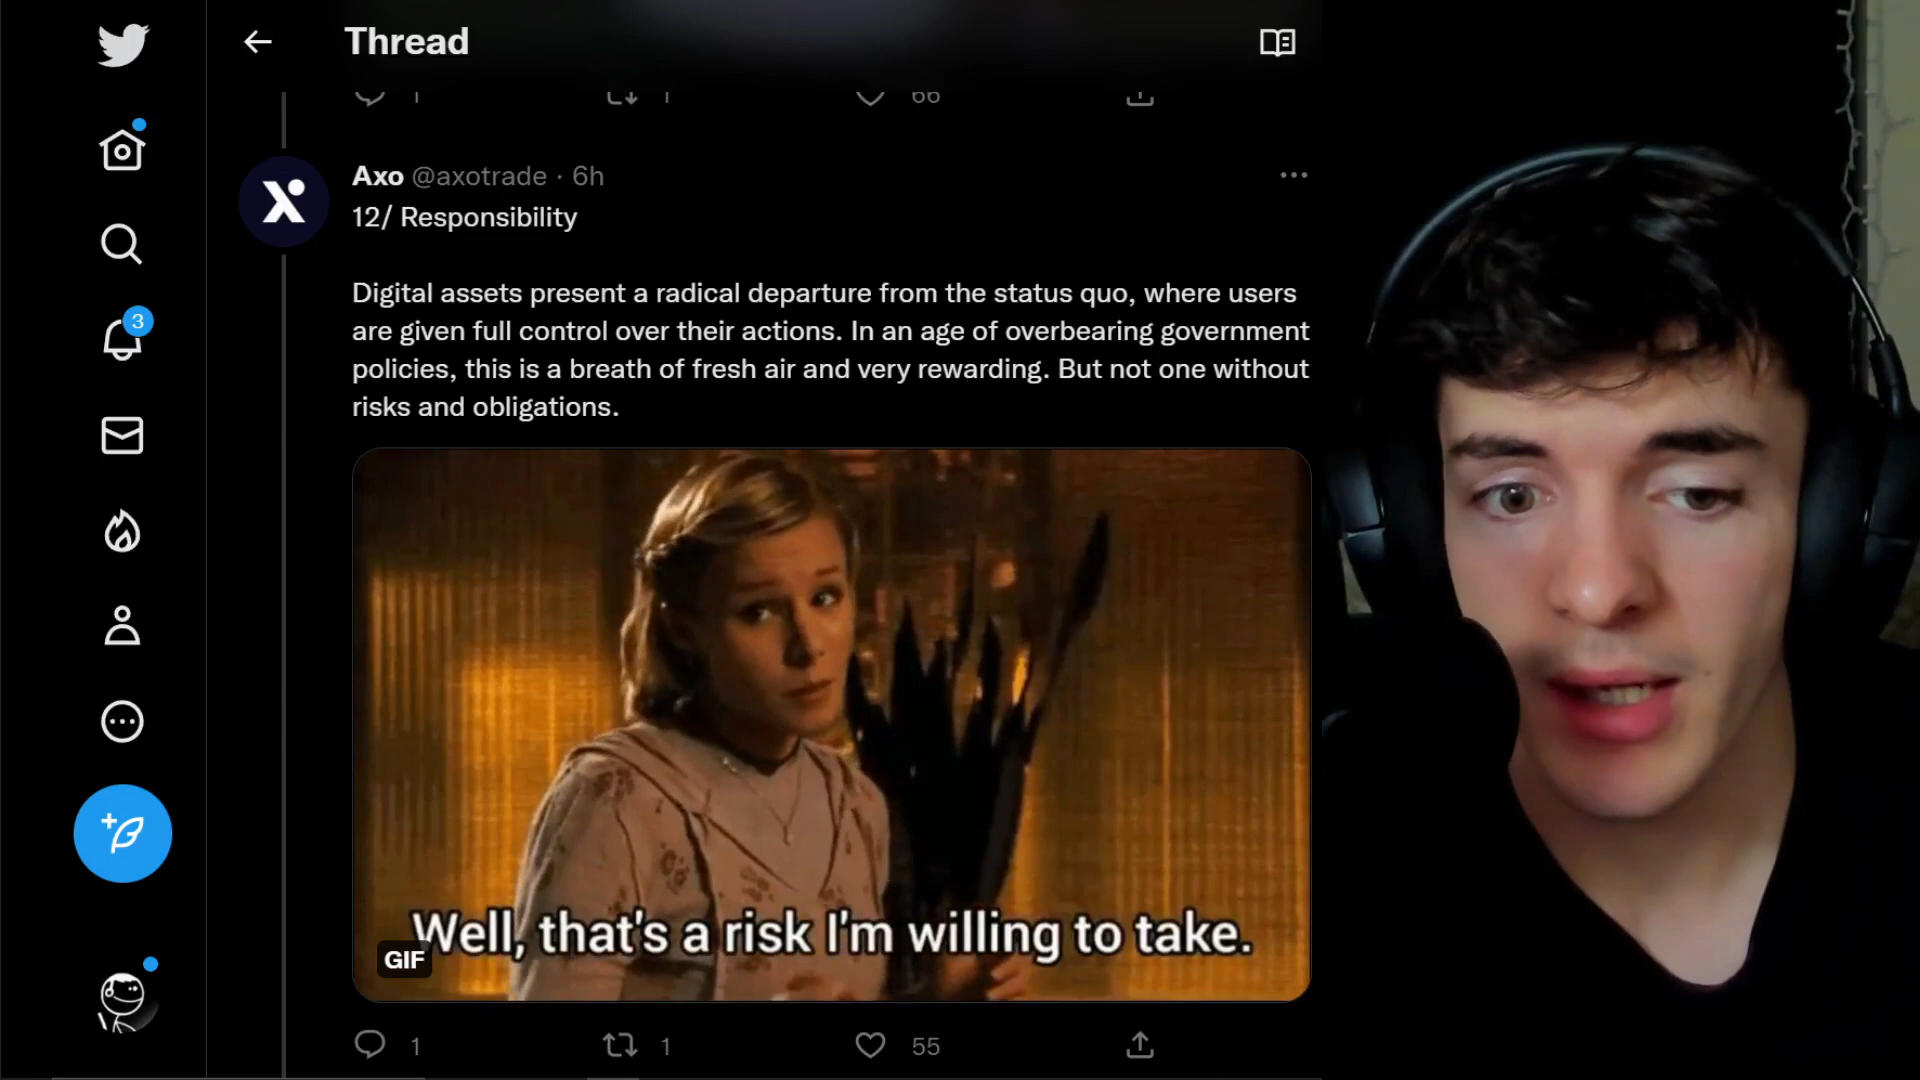 Thread
1 1 66
Axo @axotrade · 6h
12/ Responsibility
Digital assets present a radical departure from the status quo, where users
are given full control over their actions. In an age of overbearing government
policies, this is a breath of fresh air and very rewarding. But not one without
risks and obligations.
3
Well, that's a risk I'm willing to take.
GIF
1 1 55